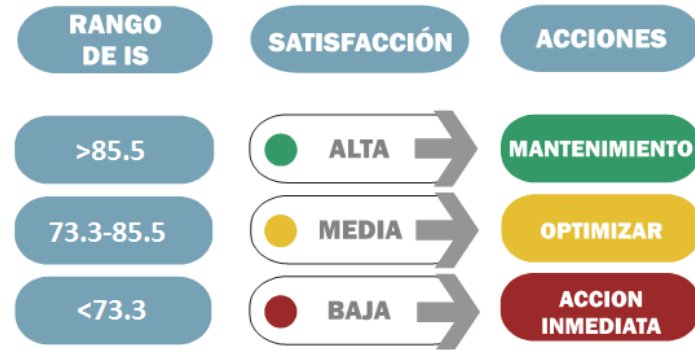 RANGO
DE IS
SATISFACCIÓN
ACCIONES
>85.5
ALTA
MANTENIMIENTO
73.3-85.5
MEDIA
OPTIMIZAR
<73.3
BAJA
ACCION
INMEDIATA